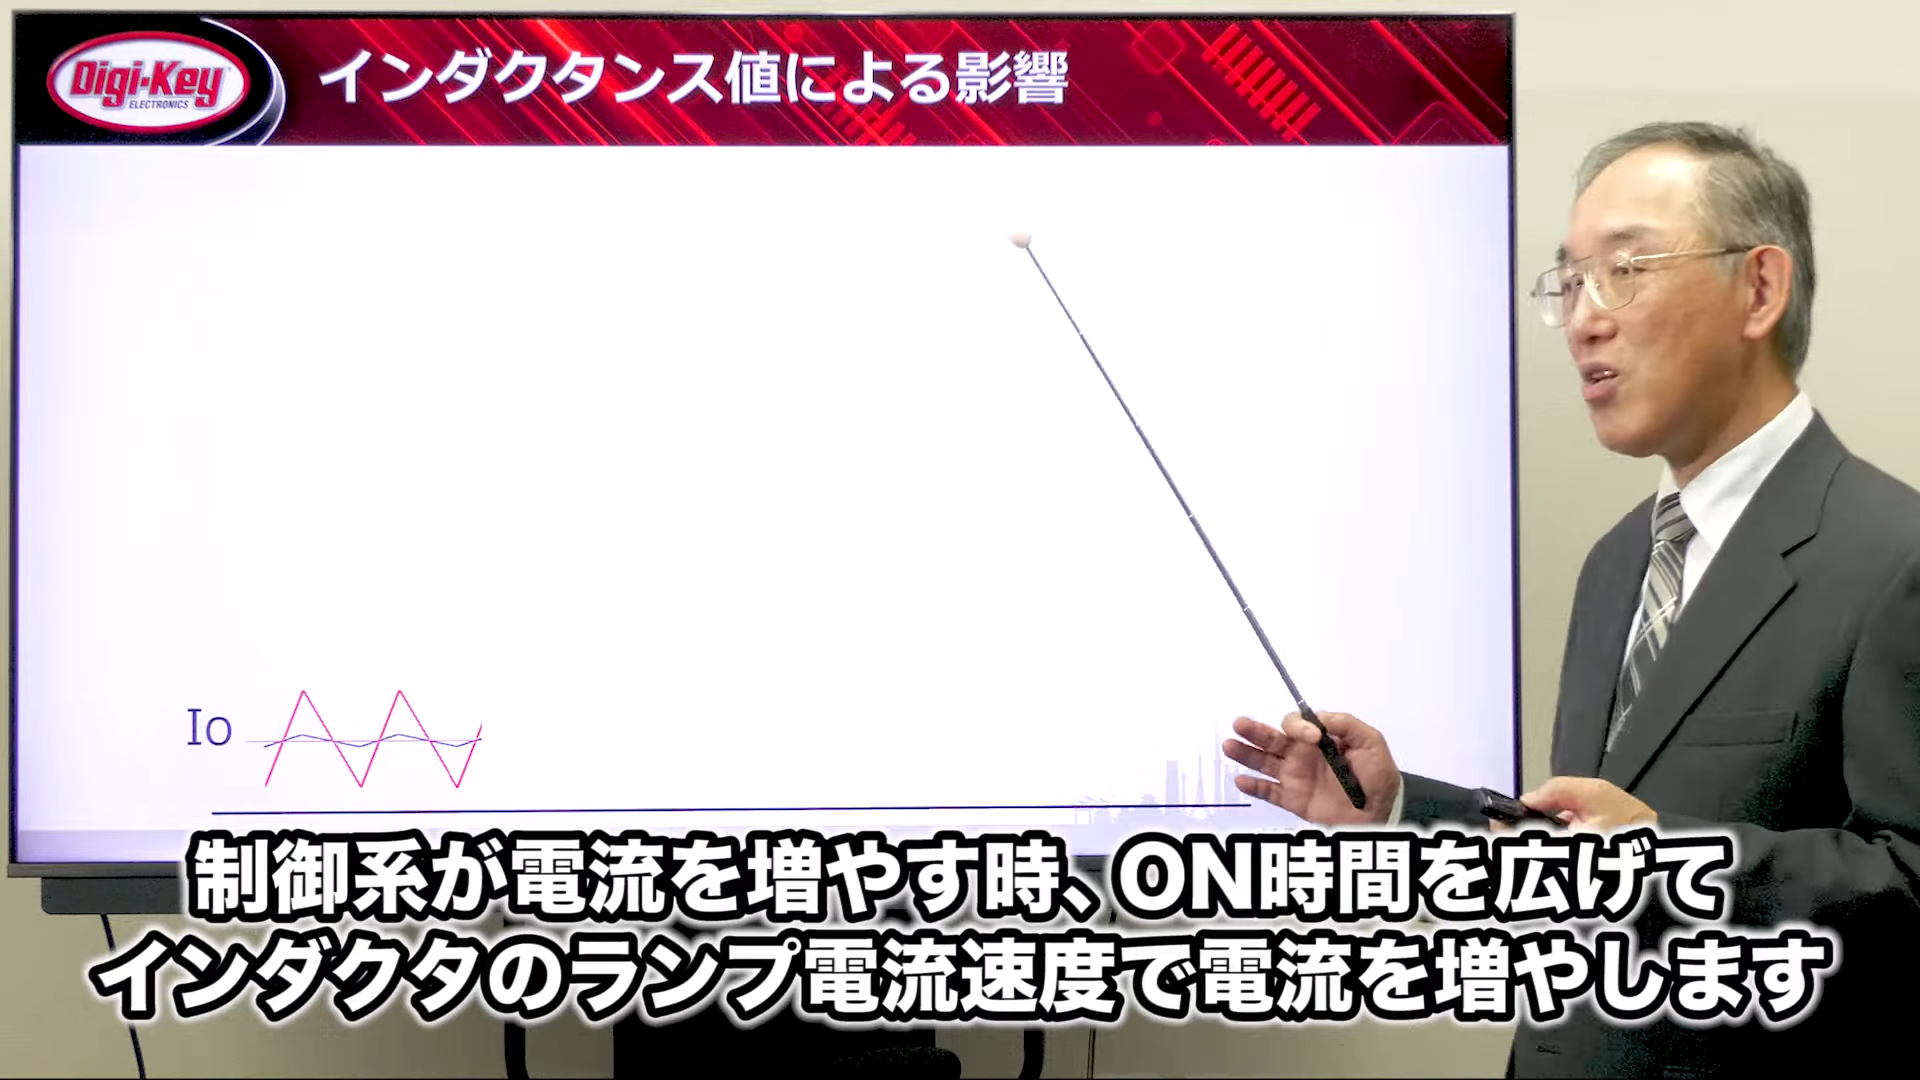 Digi-Key
ELECTRONICS
インダクタンス値による影響
Io
制御系が電流を増やす時、ON時間を広げて
インダクタのランプ電流速度で電流を増やします